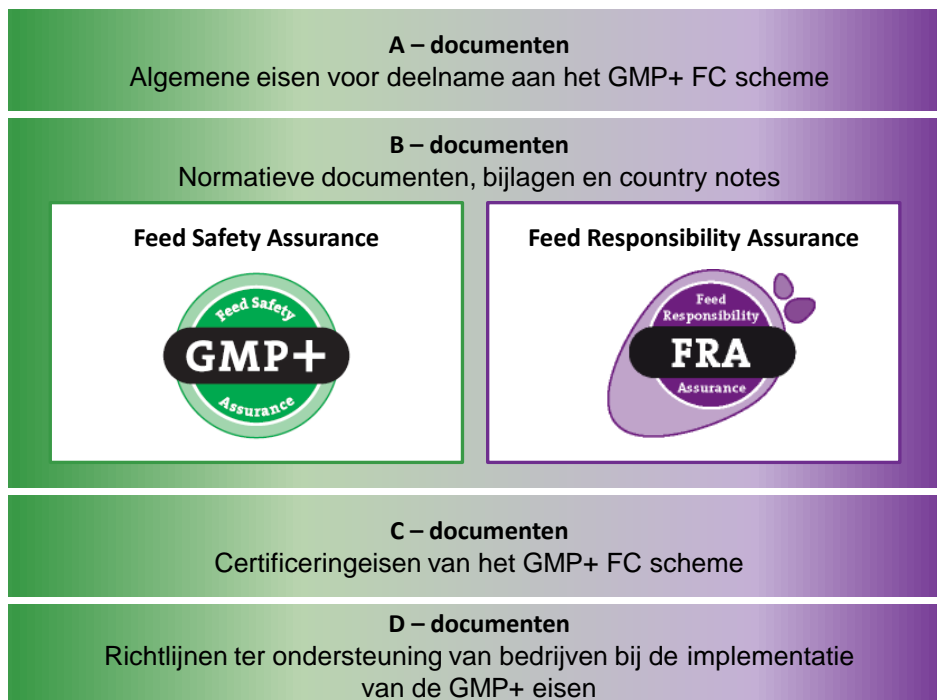 A – documenten
Algemene eisen voor deelname aan het GMP+ FC scheme
B – documenten
Normatieve documenten, bijlagen en country notes
Feed Safety Assurance
Feed Safety
GMP+
Assurance
Feed Responsibility Assurance
Feed
Responsibility
FRA
Assurance
C – documenten
Certificeringeisen van het GMP+ FC scheme
D – documenten
Richtlijnen ter ondersteuning van bedrijven bij de implementatie
van de GMP+ eisen